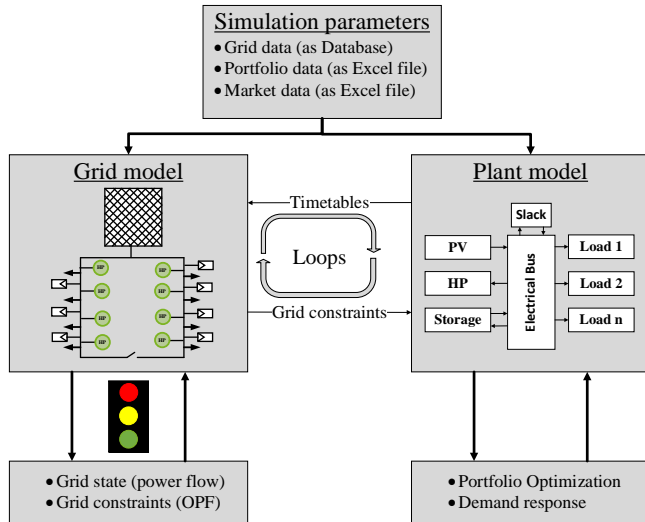 Simulation parameters
• Grid data (as Database)
• Portfolio data (as Excel file)
• Market data (as Excel file)
Grid model
HP HP
HP HP
HP HP
HP HP
Timetables
Loops
Grid constraints
Plant model
Slack
PV
HP
Storage
Electrical Bus
Load 1
Load 2
Load n
• Grid state (power flow)
• Grid constraints (OPF)
• Portfolio Optimization
• Demand response